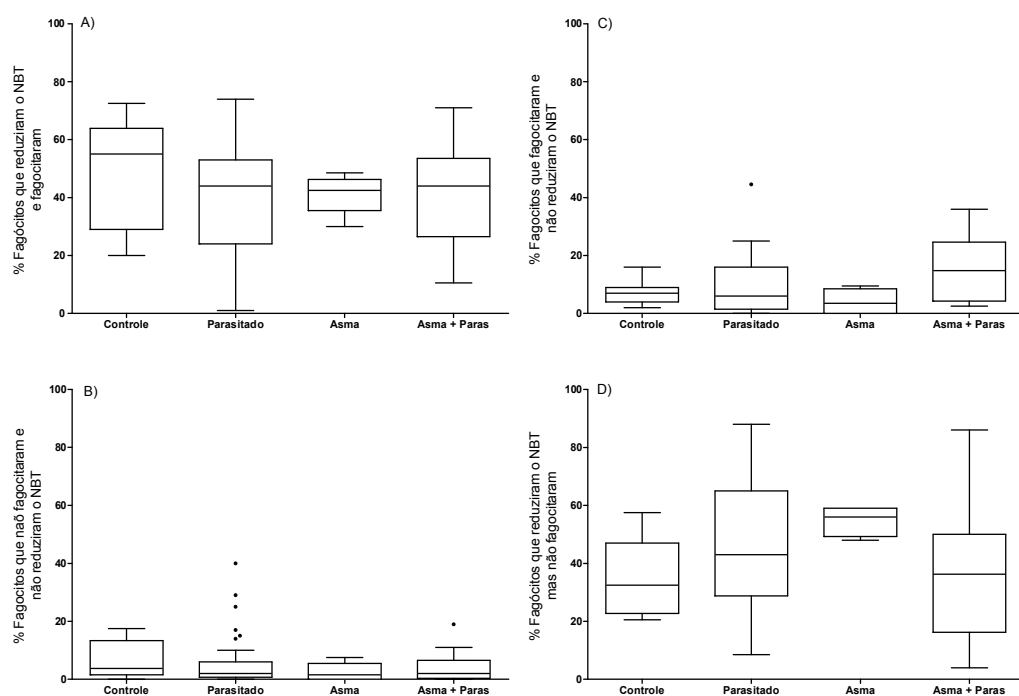 A)
% Fagócitos que reduziram o NBT
e fagocitaram
100
80
60
40
20
0
Controle Parasitado Asma Asma + Paras
C)
% Fagócitos que fagocitaram e
não reduziram o NBT
100
80
60
40
20
0
Controle Parasitado Asma Asma + Paras
B)
% Fagocitos que naõ fagocitaram e
não reduziram o NBT
100
80
60
40
20
0
Controle Parasitado Asma Asma + Paras
D)
% Fagócitos que reduziram o NBT
mas não fagocitaram
100
80
60
40
20
0
Controle Parasitado Asma Asma + Paras